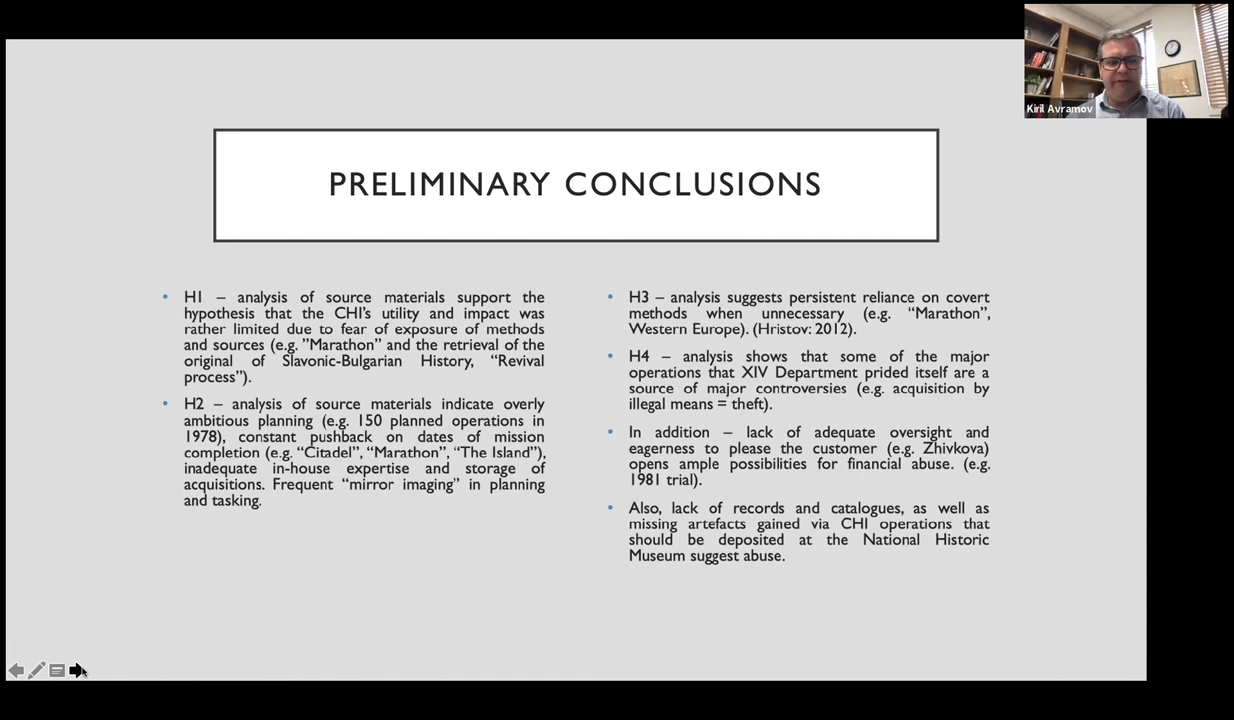 Kiril Avramov
PRELIMINARY CONCLUSIONS
• H1 – analysis of source materials support the
hypothesis that the CHI's utility and impact was
rather limited due to fear of exposure of methods
and sources (e.g. ”Marathon” and the retrieval of the
original of Slavonic-Bulgarian History, “Revival
process”).
• H2 – analysis of source materials indicate overly
ambitious planning (e.g. 150 planned operations in
1978), constant pushback on dates of mission
completion (e.g. “Citadel”, “Marathon”, “The Island”),
inadequate in-house expertise and storage of
acquisitions. Frequent “mirror imaging” in planning
and tasking.
• H3 – analysis suggests persistent reliance on covert
methods when unnecessary (e.g. “Marathon”,
Western Europe). (Hristov: 2012).
• H4 – analysis shows that some of the major
operations that XIV Department prided itself are a
source of major controversies (e.g. acquisition by
illegal means = theft).
• In addition – lack of adequate oversight and
eagerness to please the customer (e.g. Zhivkova)
opens ample possibilities for financial abuse. (e.g.
1981 trial).
• Also, lack of records and catalogues, as well as
missing artefacts gained via CHI operations that
should be deposited at the National Historic
Museum suggest abuse.